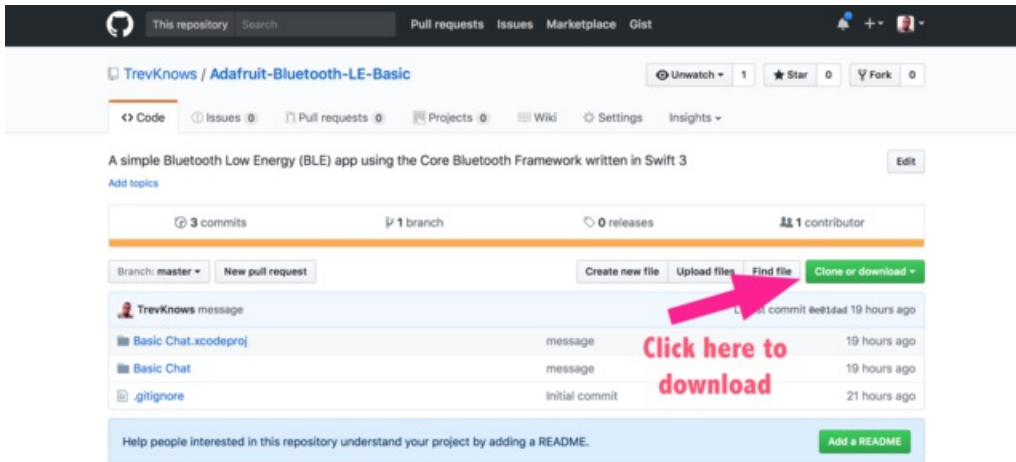 This repository Search Pull requests Issues Marketplace Gist
TrevKnows / Adafruit-Bluetooth-LE-Basic Unwatch 1 Star 0 Fork 0
Code Issues 0 Pull requests 0 Projects 0 Wiki Settings Insights
A simple Bluetooth Low Energy (BLE) app using the Core Bluetooth Framework written in Swift 3 Edit
Add topics
3 commits 1 branch 0 releases 1 contributor
Branch: master New pull request Create new file Upload files Find file Clone or download
TrevKnows message commit 0e01dad 19 hours ago
Basic Chat.xcodeproj message 19 hours ago
Click here to
Basic Chat message 19 hours ago
download
.gitignore Initial commit 21 hours ago
Help people interested in this repository understand your project by adding a README. Add a README